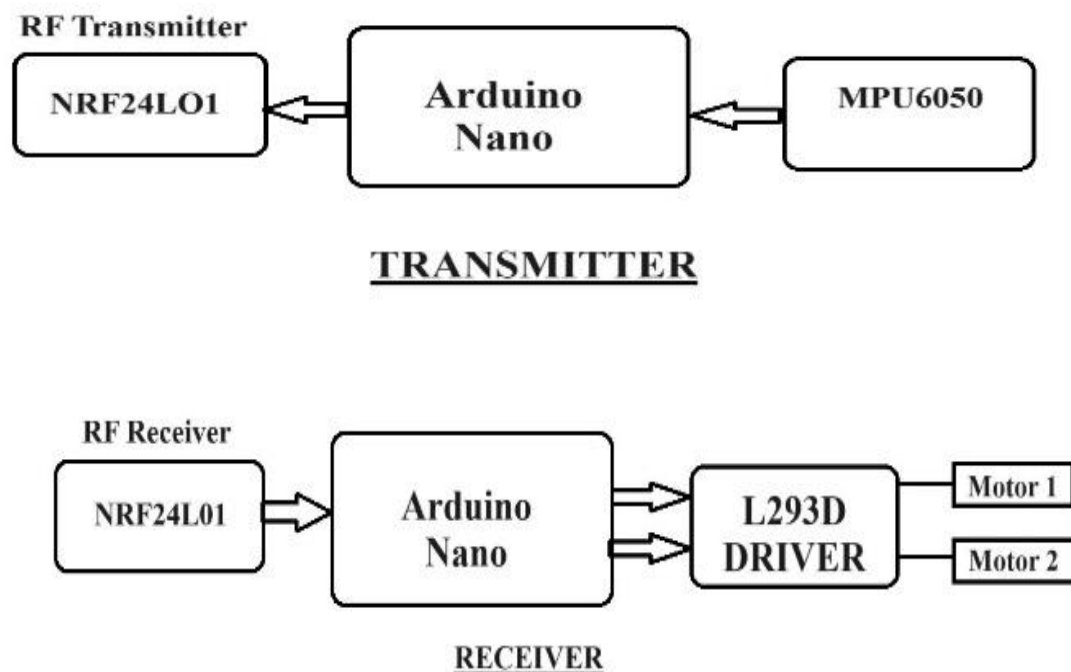 RF Transmitter
NRF24LO1
Arduino
Nano
MPU6050
TRANSMITTER
RF Receiver
NRF24L01
Arduino
Nano
L293D
DRIVER
Motor 1
Motor 2
RECEIVER